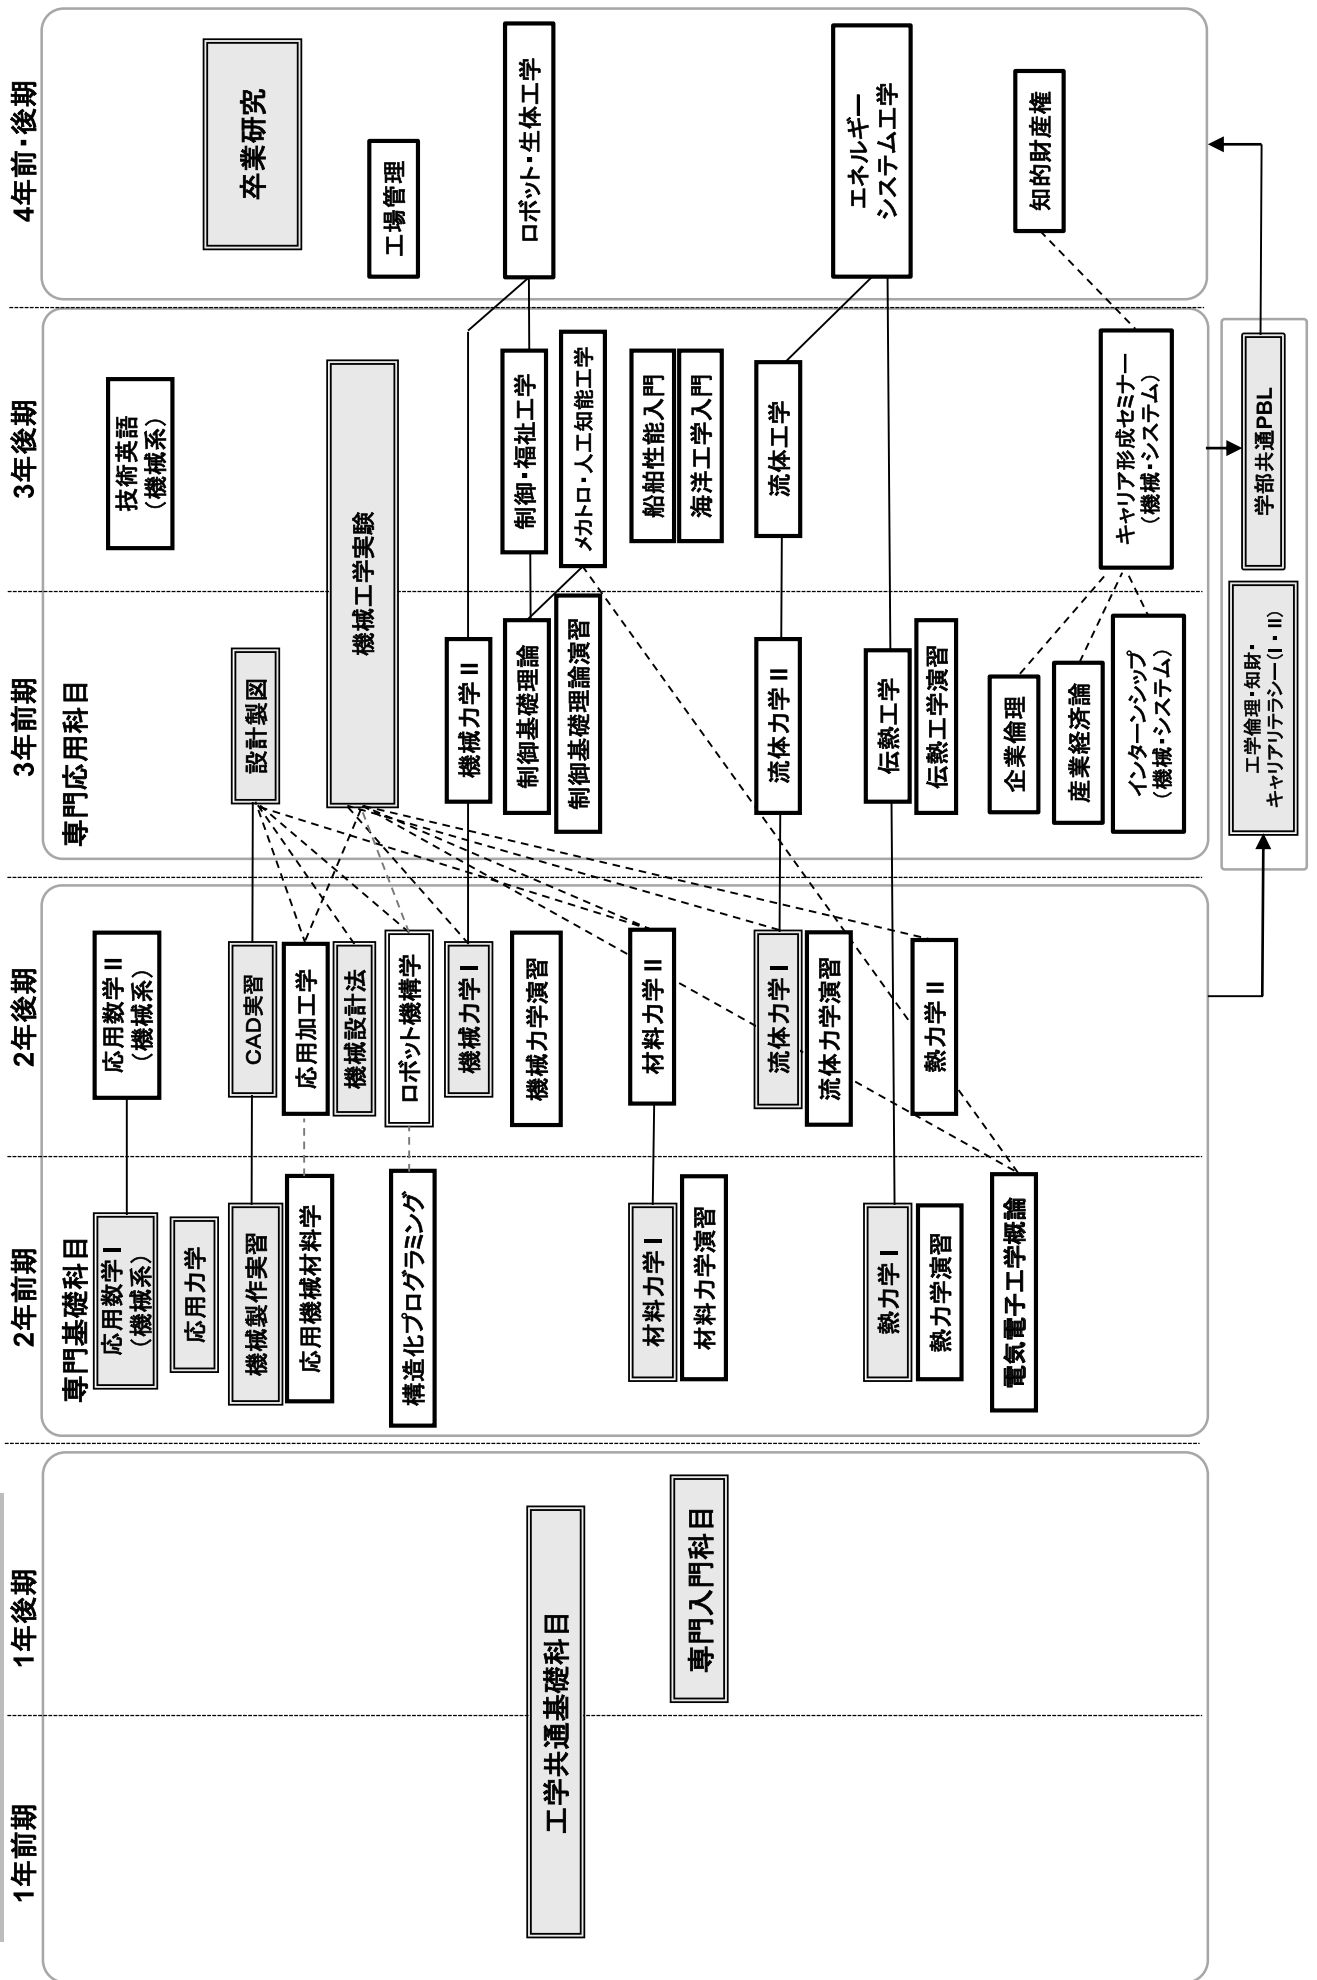 1年前期
1年後期
2年前期
2年後期
3年前期
3年後期
4年前・後期
工学共通基礎科目
専門入門科目
専門基礎科目
応用数学Ⅰ
（機械系）
応用力学
機械製作実習
応用機械材料学
構造化プログラミング
材料力学Ⅰ
材料力学演習
熱力学Ⅰ
熱力学演習
電気電子工学概論
応用数学Ⅱ
（機械系）
CAD実習
応用加工学
機械設計法
ロボット機構学
機械力学Ⅰ
機械力学演習
材料力学Ⅱ
流体力学Ⅰ
流体力学演習
熱力学Ⅱ
専門応用科目
設計製図
機械工学実験
機械力学Ⅱ
制御基礎理論
制御基礎理論演習
流体力学Ⅱ
伝熱工学
伝熱工学演習
企業倫理
産業経済論
インターンシップ
（機械・システム）
技術英語
（機械系）
制御・福祉工学
メカトロ・人工知能工学
船舶性能入門
海洋工学入門
流体工学
キャリア形成セミナー
（機械・システム）
卒業研究
工場管理
ロボット・生体工学
エネルギー
システム工学
知的財産権
工学倫理・知財・
キャリアリテラシー（Ⅰ・Ⅱ）
学部共通PBL